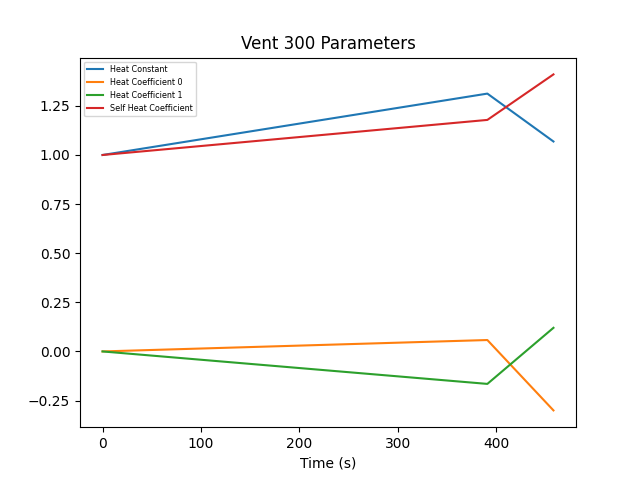 Vent 300 Parameters
Heat Constant
Heat Coefficient 0
Heat Coefficient 1
Self Heat Coefficient
1.25
1.00
0.75
0.50
0.25
0.00
−0.25
0 100 200 300 400
Time (s)